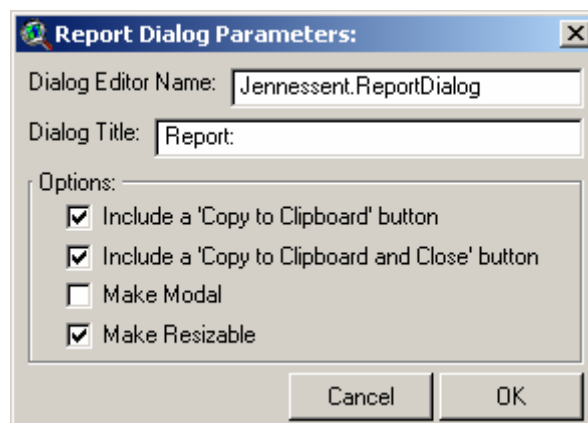 Report Dialog Parameters:
Dialog Editor Name: Jennessent.ReportDialog
Dialog Title: Report:
Options:
Include a 'Copy to Clipboard' button
Include a 'Copy to Clipboard and Close' button
Make Modal
Make Resizable
Cancel OK